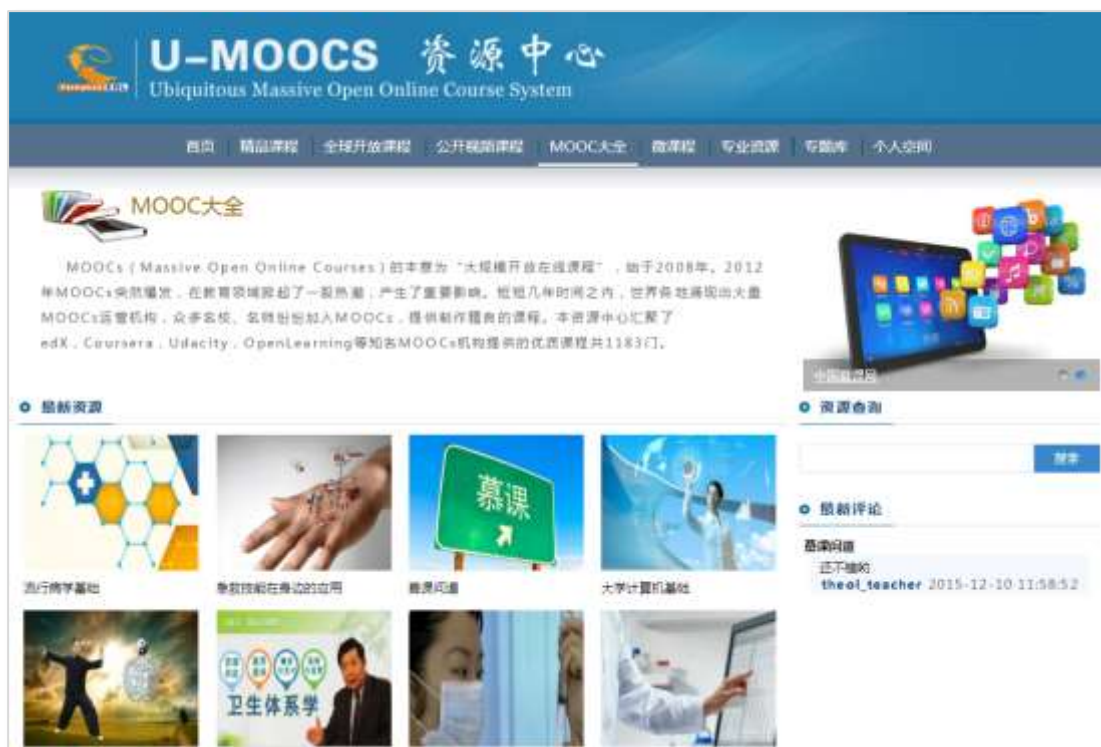 U-MOOCS 资源中心
Ubiquitous Massive Open Online Course System
首页 精品课程 全球开放课程 公开视频课程 MOOC大全 微课程 专业资源 专题库 个人空间
MOOC大全
MOOCs（Massive Open Online Courses）的本意为“大规模开放在线课程”，始于2008年。2012
年MOOCs突然爆发，在教育领域掀起了一股热潮，产生了重要影响。短短几年时间之内，世界各地涌现出大量
MOOCs运营机构，众多名校、名师纷纷加入MOOCs，提供制作精良的课程。本资源中心汇聚了
edX、Coursera、Udacity、OpenLearning等知名MOOCs机构提供的优质课程共1183门。
中国微课网
最新资源
资源查询
慕课
搜索
流行病学基础
急救技能在身边的应用
慕课问道
大学计算机基础
最新评论
慕课问道
还不错的
theol_teacher 2015-12-10 11:58:52
卫生体系学